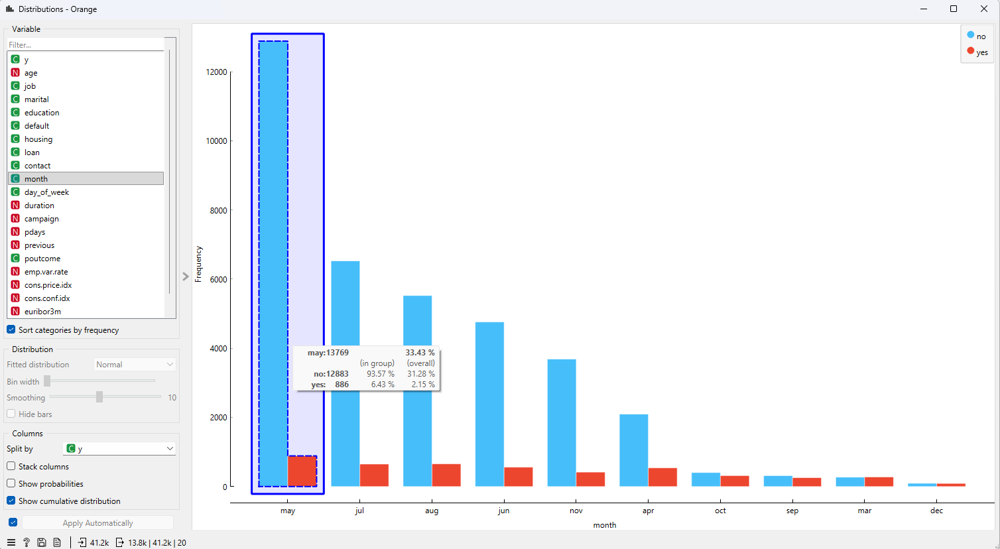 Distributions - Orange
Variable
Filter...
C y
N age
C job
C marital
C education
C default
C housing
C loan
C contact
C month
C day_of_week
N duration
N campaign
N pdays
N previous
C poutcome
N emp.var.rate
N cons.price.idx
N cons.conf.idx
N euribor3m
Sort categories by frequency
Distribution
Fitted distribution Normal
Bin width
Smoothing 10
Hide bars
Columns
Split by C y
Stack columns
Show probabilities
Show cumulative distribution
Apply Automatically
41.2k 13.8k | 41.2k | 20
no
yes
Frequency
12000
10000
8000
6000
4000
2000
0
may:13769 33.43 %
(in group) (overall)
no:12883 93.57 % 31.28 %
yes: 886 6.43 % 2.15 %
may jul aug jun nov apr oct sep mar dec
month